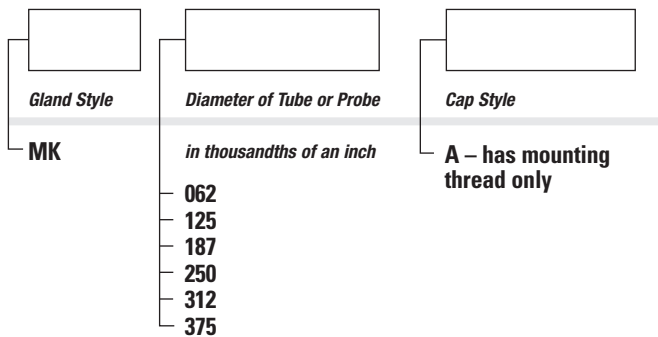 Gland Style
Diameter of Tube or Probe
Cap Style
MK
in thousandths of an inch
062
125
187
250
312
375
A – has mounting
thread only